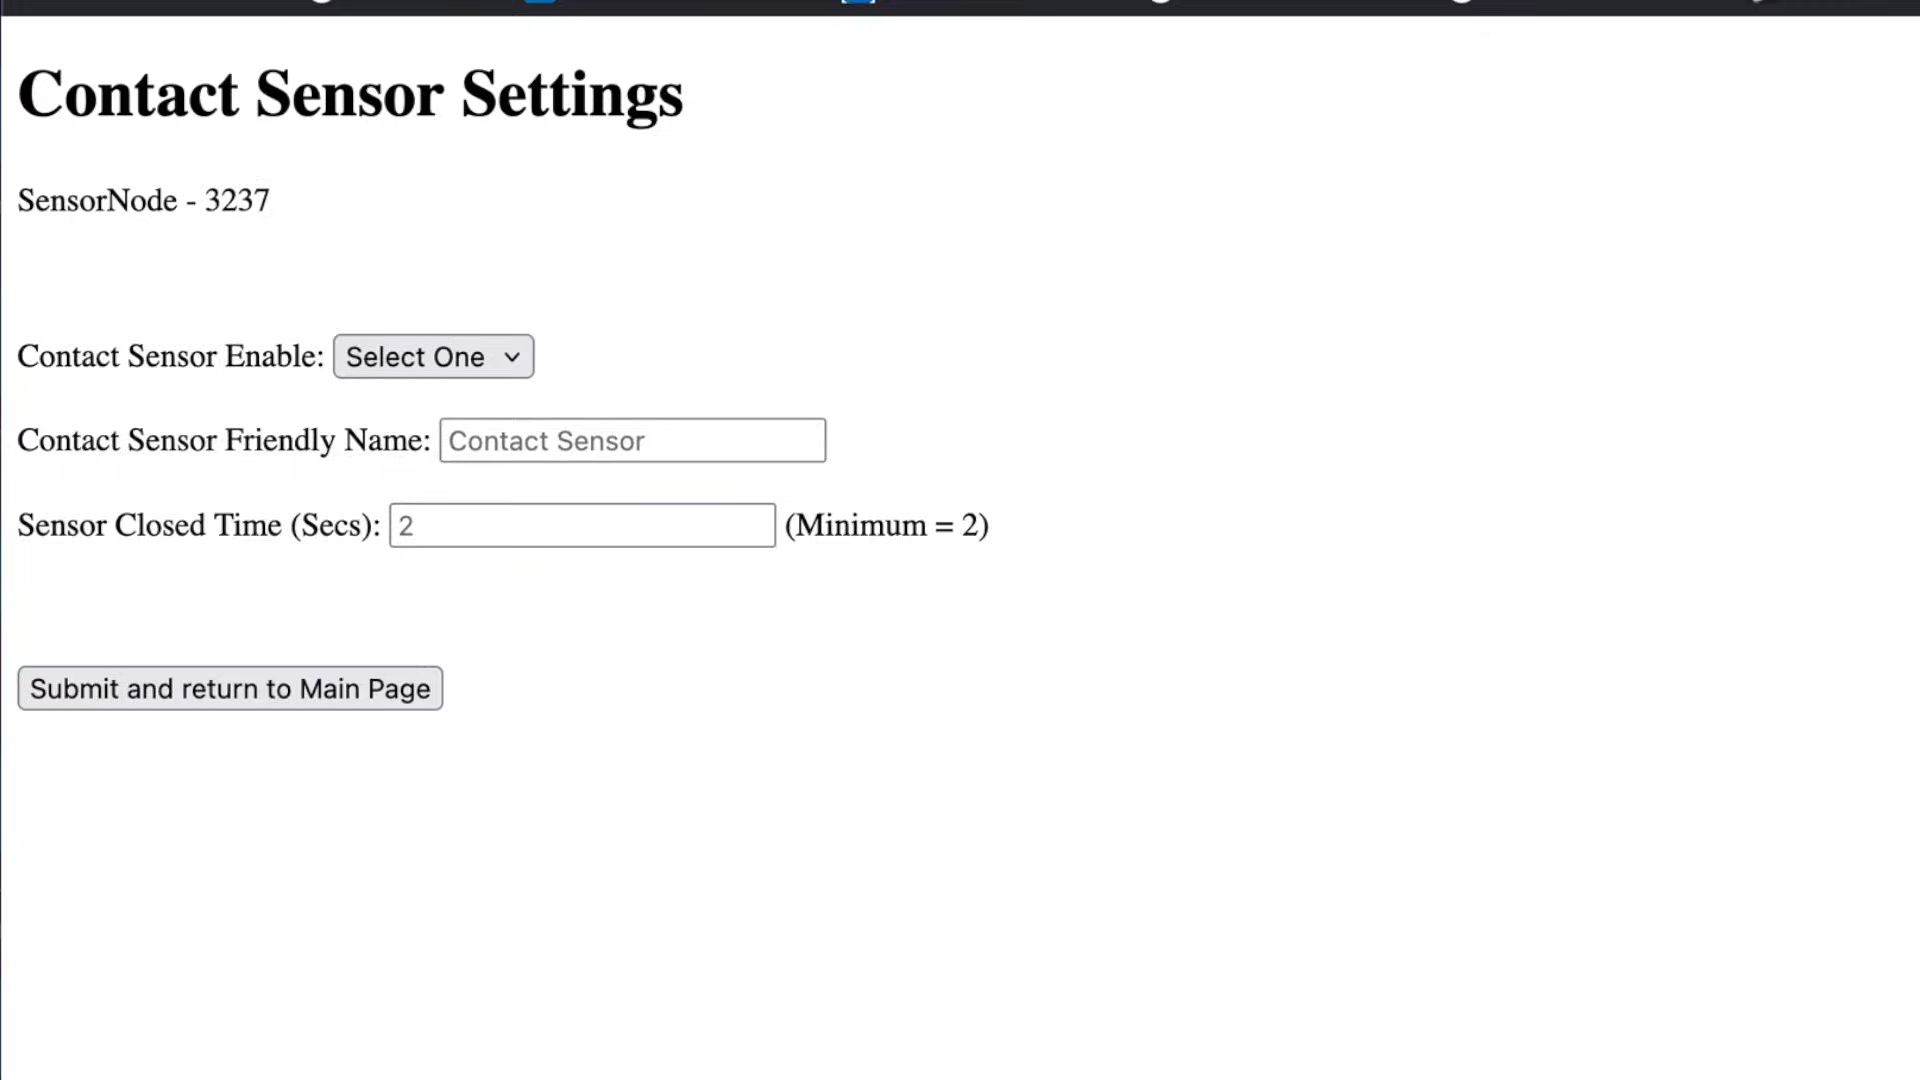 Contact Sensor Settings
SensorNode - 3237
Contact Sensor Enable: Select One
Contact Sensor Friendly Name: Contact Sensor
Sensor Closed Time (Secs): 2 (Minimum = 2)
Submit and return to Main Page